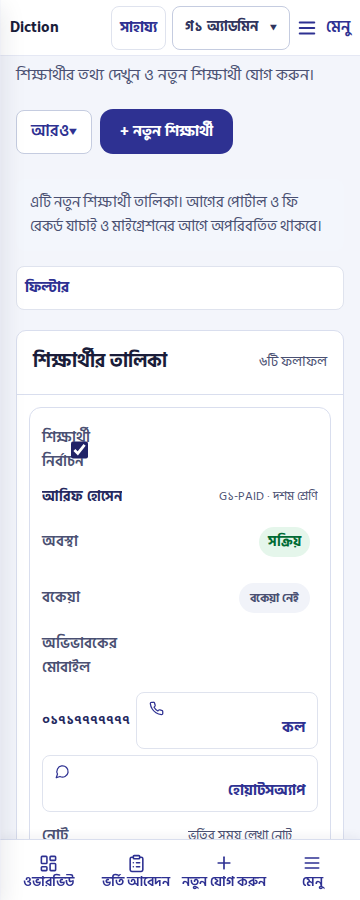 Diction
সাহায্য
গ১ অ্যাডমিন
মেনু
শিক্ষার্থীর তথ্য দেখুন ও নতুন শিক্ষার্থী যোগ করুন।
আরও
+ নতুন শিক্ষার্থী
এটি নতুন শিক্ষার্থী তালিকা। আগের পোর্টাল ও ফি
রেকর্ড যাচাই ও মাইগ্রেশনের আগে অপরিবর্তিত থাকবে।
ফিল্টার
শিক্ষার্থীর তালিকা
৬টি ফলাফল
শিক্ষার্থী
নির্বাচন
আরিফ হোসেন
G১-PAID · দশম শ্রেণি
অবস্থা
সক্রিয়
বকেয়া
বকেয়া নেই
অভিভাবকের
মোবাইল
০১৭১৭৭৭৭৭৭৭
কল
হোয়াটসঅ্যাপ
নোট
ভর্তির সময় লেখা নোট
ওভারভিউ
ভর্তি আবেদন
নতুন যোগ করুন
মেনু